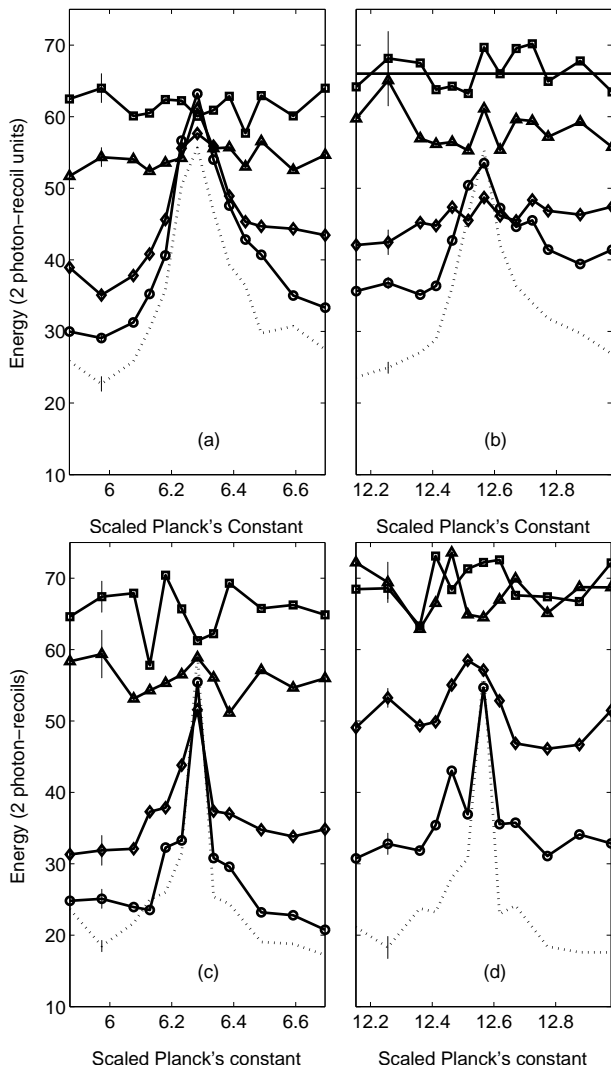 70
60
50
40
30
20
10
Energy (2 photon−recoil units)
6 6.2 6.4 6.6
Scaled Planck's Constant
(a)
12.2 12.4 12.6 12.8
Scaled Planck's Constant
(b)
70
60
50
40
30
20
10
Energy (2 photon−recoils)
6 6.2 6.4 6.6
Scaled Planck's constant
(c)
12.2 12.4 12.6 12.8
Scaled Planck's constant
(d)